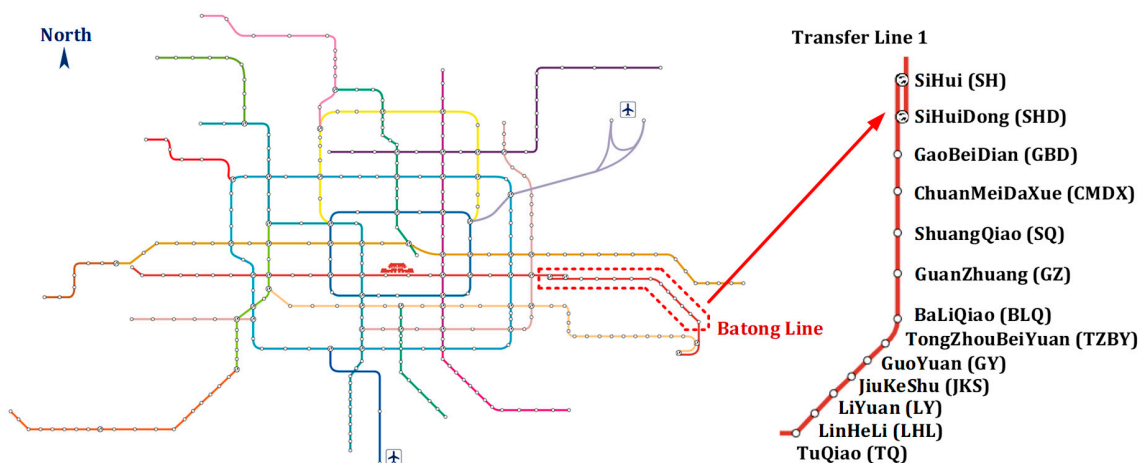 North
Transfer Line 1
SiHui (SH)
SiHuiDong (SHD)
GaoBeiDian (GBD)
ChuanMeiDaXue (CMDX)
ShuangQiao (SQ)
GuanZhuang (GZ)
BaLiQiao (BLQ)
TongZhouBeiYuan (TZBY)
GuoYuan (GY)
JiuKeShu (JKS)
LiYuan (LY)
LinHeLi (LHL)
TuQiao (TQ)
Batong Line